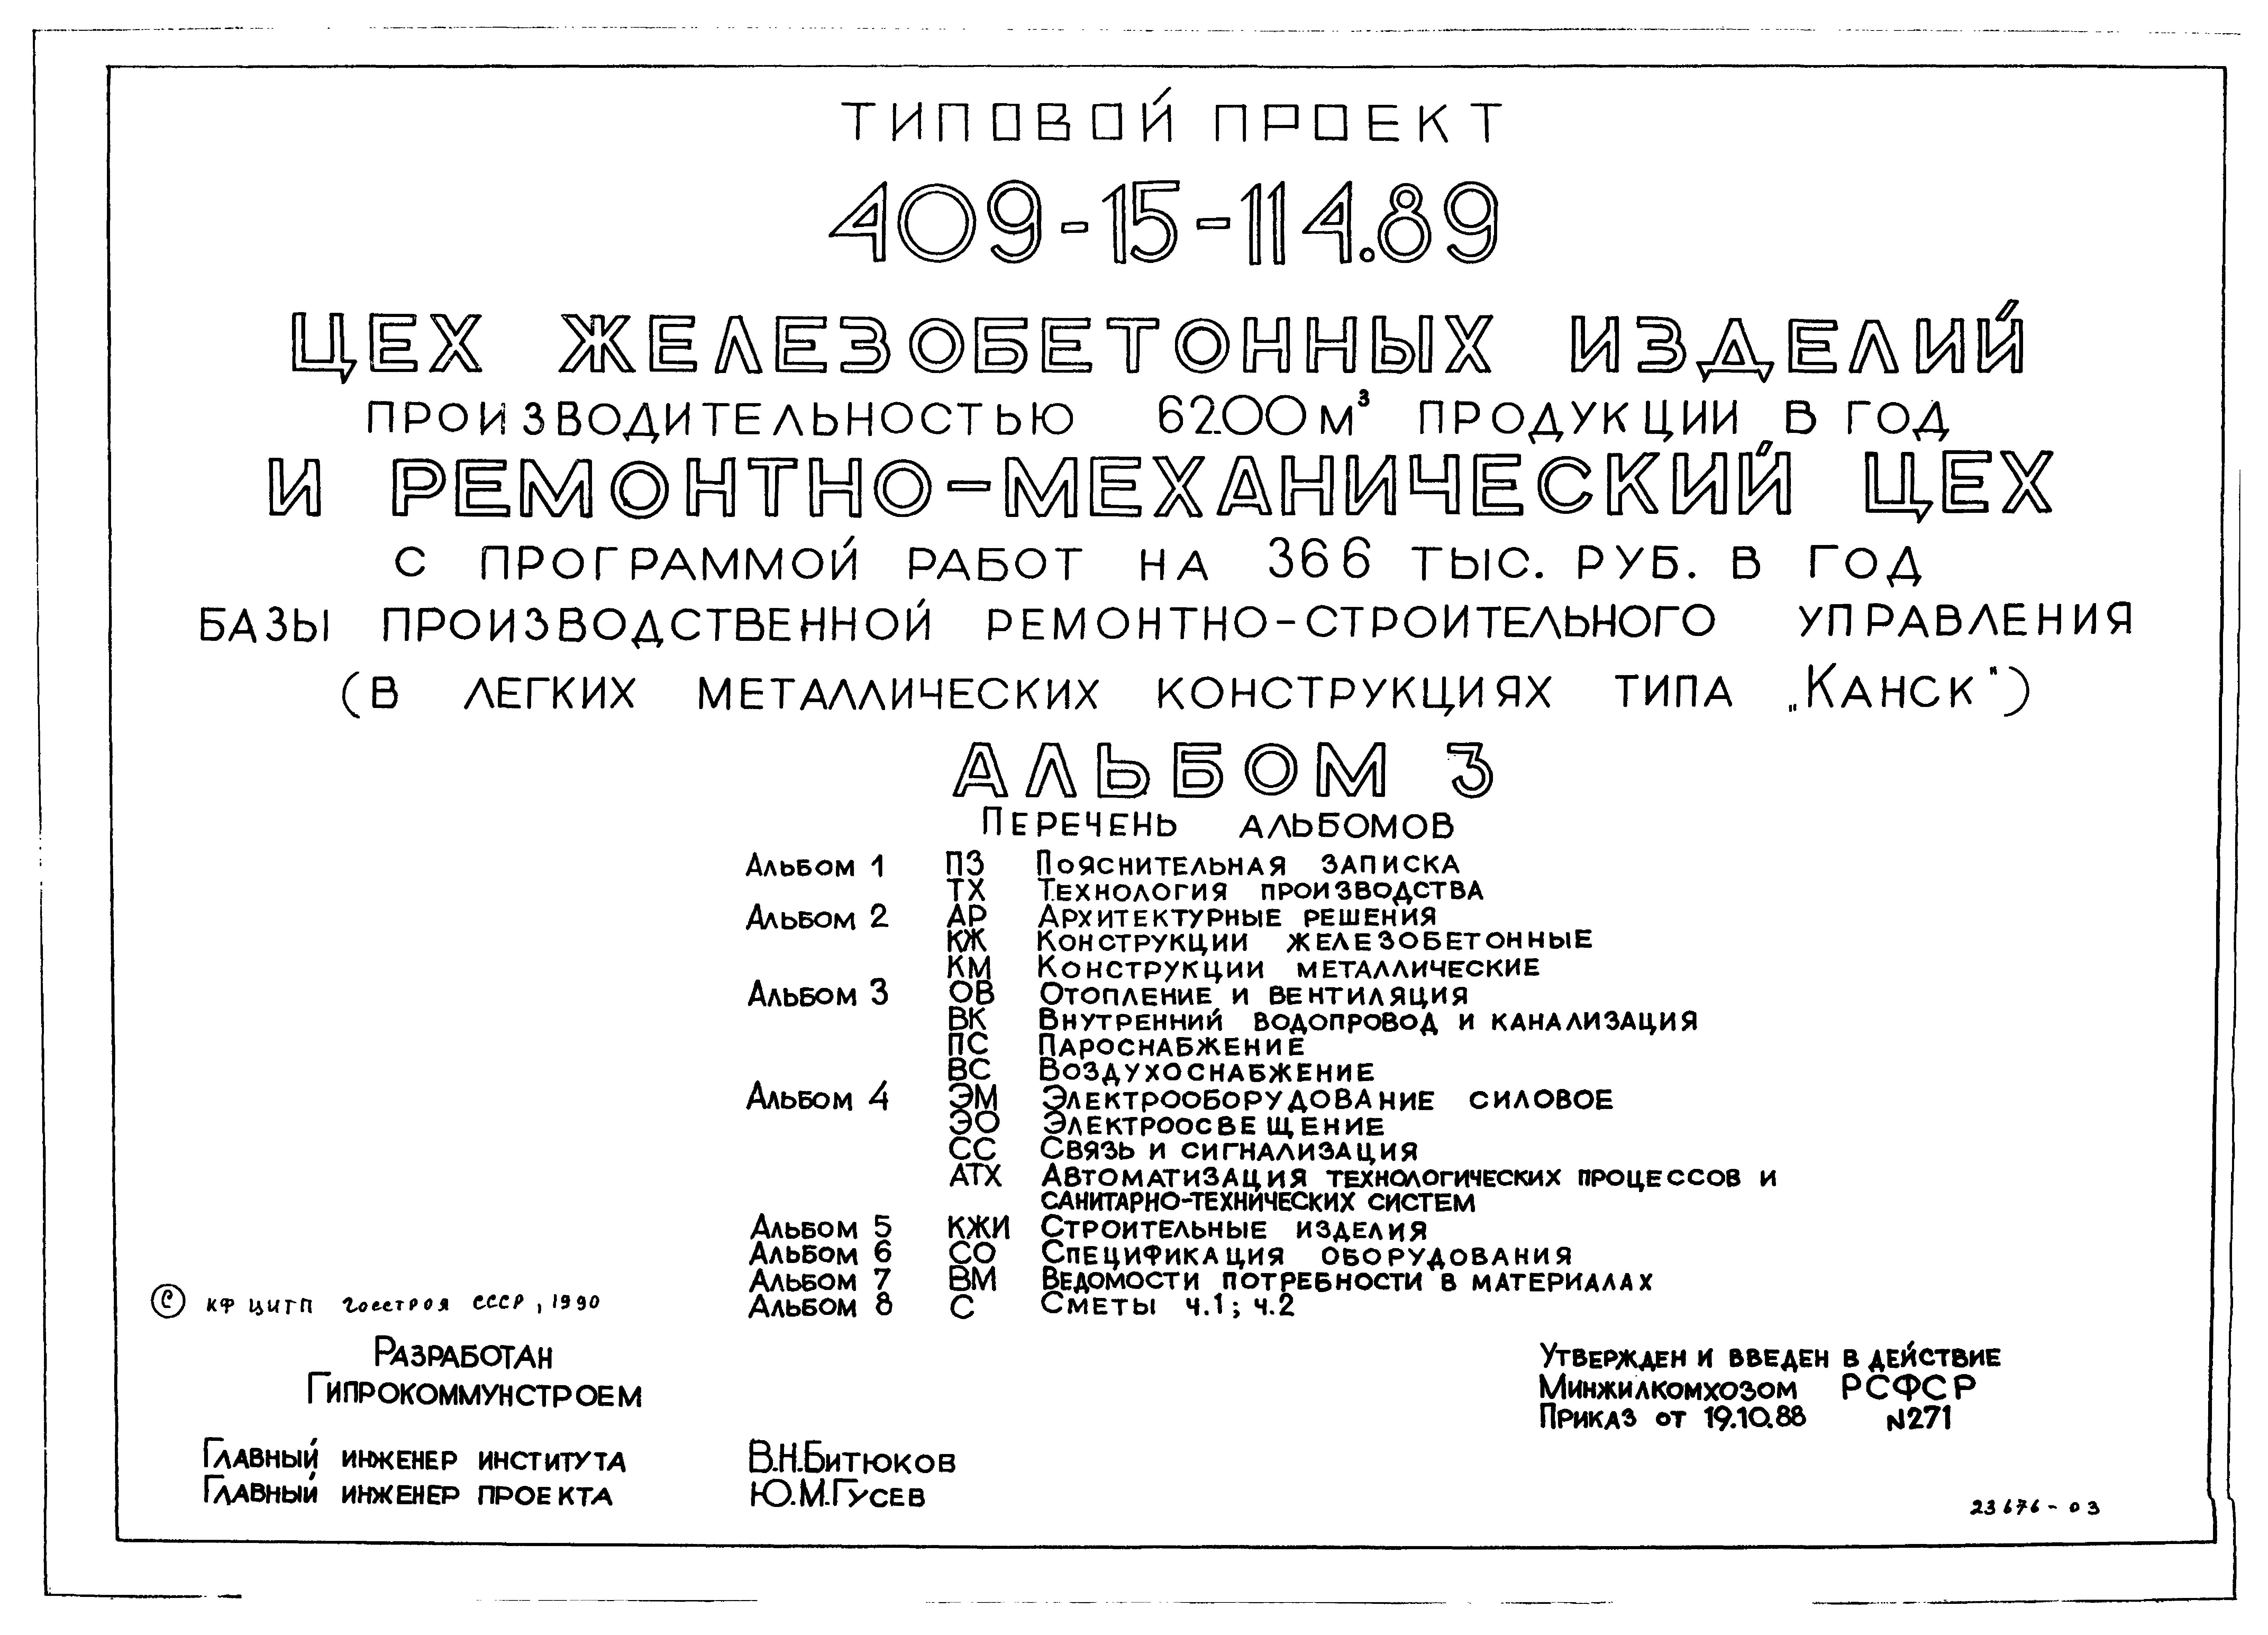 ТИПОВОЙ ПРОЕКТ
409-15-114.89
ЦЕХ ЖЕЛЕЗОБЕТОННЫХ ИЗДЕЛИЙ
ПРОИЗВОДИТЕЛЬНОСТЬЮ 6200м³ ПРОДУКЦИИ В ГОД
И РЕМОНТНО-МЕХАНИЧЕСКИЙ ЦЕХ
С ПРОГРАММОЙ РАБОТ НА 366 ТЫС. РУБ. В ГОД
БАЗЫ ПРОИЗВОДСТВЕННОЙ РЕМОНТНО-СТРОИТЕЛЬНОГО УПРАВЛЕНИЯ
(В ЛЕГКИХ МЕТАЛЛИЧЕСКИХ КОНСТРУКЦИЯХ ТИПА „КАНСК")
АЛЬБОМ 3
ПЕРЕЧЕНЬ АЛЬБОМОВ
АЛЬБОМ 1 ПЗ ПОЯСНИТЕЛЬНАЯ ЗАПИСКА
ТХ ТЕХНОЛОГИЯ ПРОИЗВОДСТВА
АЛЬБОМ 2 АР АРХИТЕКТУРНЫЕ РЕШЕНИЯ
КЖ КОНСТРУКЦИИ ЖЕЛЕЗОБЕТОННЫЕ
КМ КОНСТРУКЦИИ МЕТАЛЛИЧЕСКИЕ
АЛЬБОМ 3 ОВ ОТОПЛЕНИЕ И ВЕНТИЛЯЦИЯ
ВК ВНУТРЕННИЙ ВОДОПРОВОД И КАНАЛИЗАЦИЯ
ПС ПАРОСНАБЖЕНИЕ
ВС ВОЗДУХОСНАБЖЕНИЕ
АЛЬБОМ 4 ЭМ ЭЛЕКТРООБОРУДОВАНИЕ СИЛОВОЕ
ЭО ЭЛЕКТРООСВЕЩЕНИЕ
СС СВЯЗЬ И СИГНАЛИЗАЦИЯ
АТХ АВТОМАТИЗАЦИЯ ТЕХНОЛОГИЧЕСКИХ ПРОЦЕССОВ И
САНИТАРНО-ТЕХНИЧЕСКИХ СИСТЕМ
АЛЬБОМ 5 КЖИ СТРОИТЕЛЬНЫЕ ИЗДЕЛИЯ
АЛЬБОМ 6 СО СПЕЦИФИКАЦИЯ ОБОРУДОВАНИЯ
АЛЬБОМ 7 ВМ ВЕДОМОСТИ ПОТРЕБНОСТИ В МАТЕРИАЛАХ
АЛЬБОМ 8 С СМЕТЫ Ч.1; Ч.2
© КФ ЦИТП Госстроя СССР, 1990
РАЗРАБОТАН
ГИПРОКОММУНСТРОЕМ
ГЛАВНЫЙ ИНЖЕНЕР ИНСТИТУТА В.Н.БИТЮКОВ
ГЛАВНЫЙ ИНЖЕНЕР ПРОЕКТА Ю.М.ГУСЕВ
УТВЕРЖДЕН И ВВЕДЕН В ДЕЙСТВИЕ
МИНЖИЛКОМХОЗОМ РСФСР
ПРИКАЗ ОТ 19.10.88 N271
23676-03